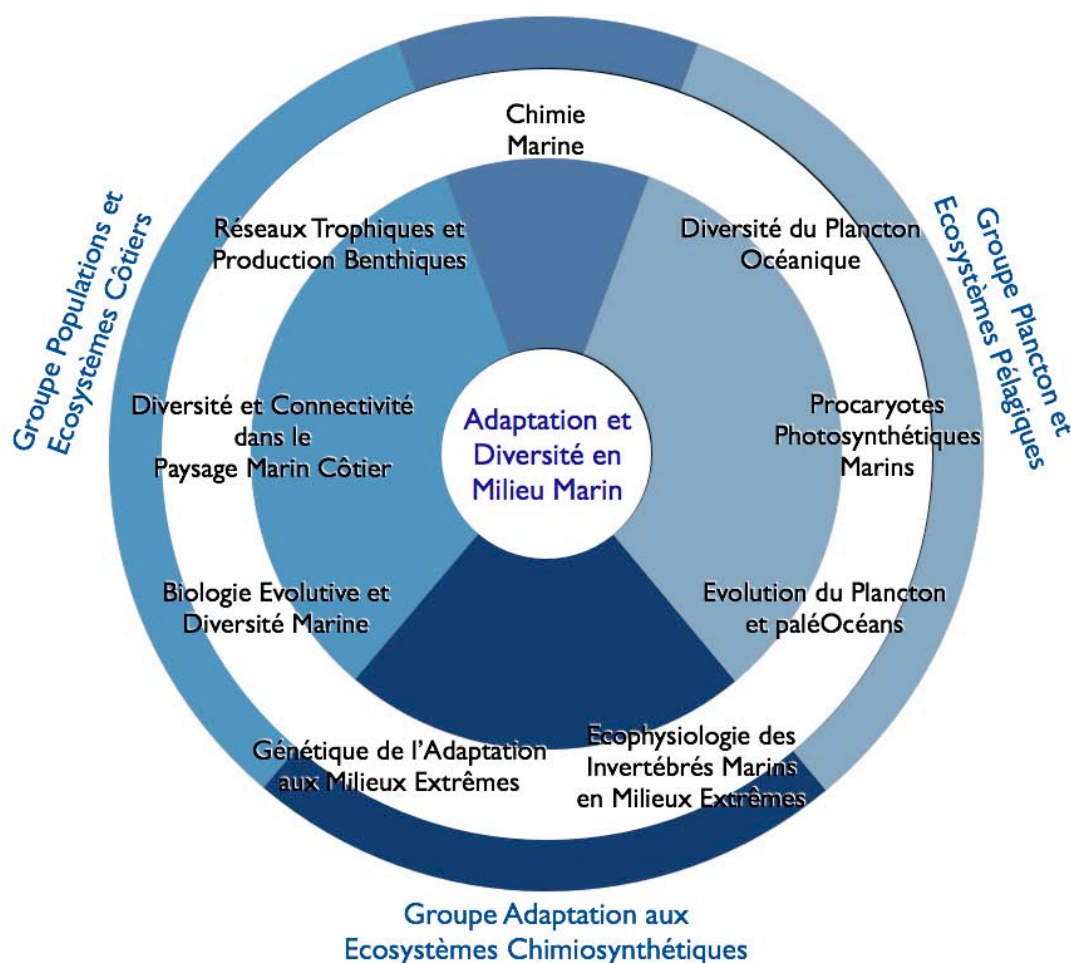 Chimie
Marine
Réseaux Trophiques et
Production Benthiques
Diversité du Plancton
Océanique
Groupe Populations et
Ecosystèmes Côtiers
Groupe Plancton et
Ecosystèmes Pélagiques
Diversité et Connectivité
dans le
Paysage Marin Côtier
Adaptation et
Diversité en
Milieu Marin
Procaryotes
Photosynthétiques
Marins
Biologie Evolutive et
Diversité Marine
Evolution du Plancton
et paléOcéans
Génétique de l'Adaptation
aux Milieux Extrêmes
Ecophysiologie des
Invertébrés Marins
en Milieux Extrêmes
Groupe Adaptation aux
Ecosystèmes Chimiosynthétiques